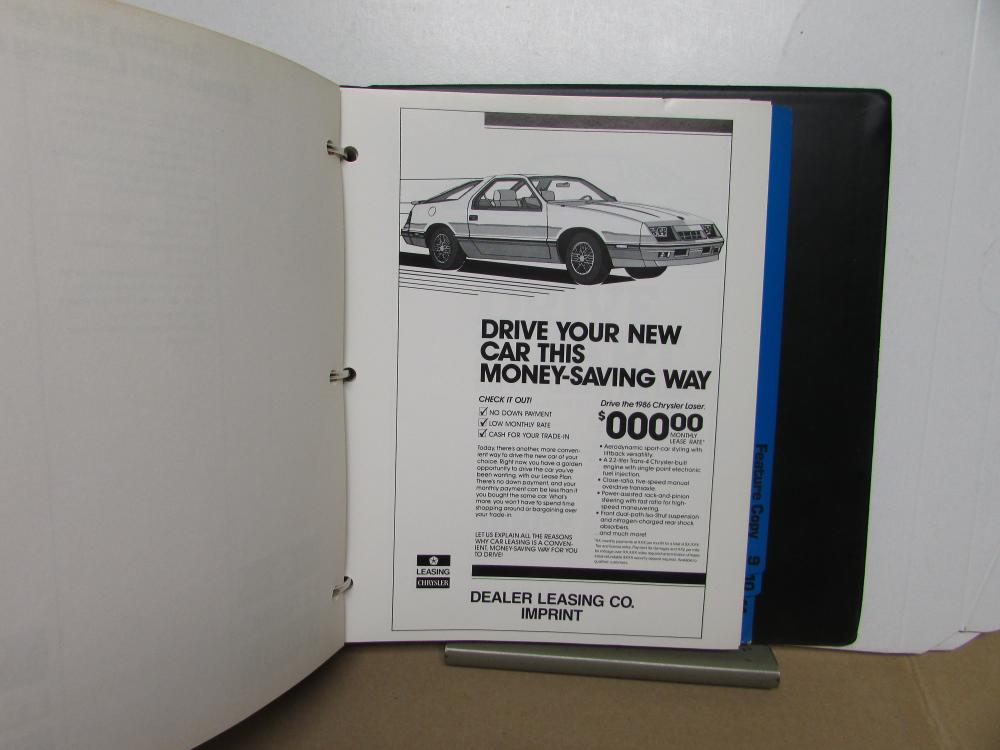 DRIVE YOUR NEW
CAR THIS
MONEY-SAVING WAY
CHECK IT OUT!
NO DOWN PAYMENT
LOW MONTHLY RATE
CASH FOR YOUR TRADE-IN
Today, there's another, more conven-
ient way to drive the new car of your
choice. Right now, you have a golden
opportunity to drive the car you've
been wanting, with our Lease Plan.
There's no down payment, and your
monthly payment can be less than if
you bought the same car. What's
more, you won't have to spend time
shopping around or bargaining over
your trade-in.
LET US EXPLAIN ALL THE REASONS
WHY CAR LEASING IS A CONVEN-
IENT, MONEY-SAVING WAY FOR YOU
TO DRIVE!
Drive the 1986 Chrysler Laser.
$00000
MONTHLY
LEASE RATE*
• Aerodynamic sport-car styling with
liftback versatility.
• A 2.2-liter Trans-4 Chrysler-built
engine with single-point electronic
fuel injection.
• Close-ratio, five-speed manual
overdrive transaxle.
• Power-assisted rack-and-pinion
steering with fast ratio for high-
speed maneuvering.
• Front dual-path Iso-Strut suspension
and nitrogen-charged rear shock
absorbers.
...and much more!
qualified customers.
LEASING
CHRYSLER
DEALER LEASING CO.
IMPRINT
Feature Copy 9 10